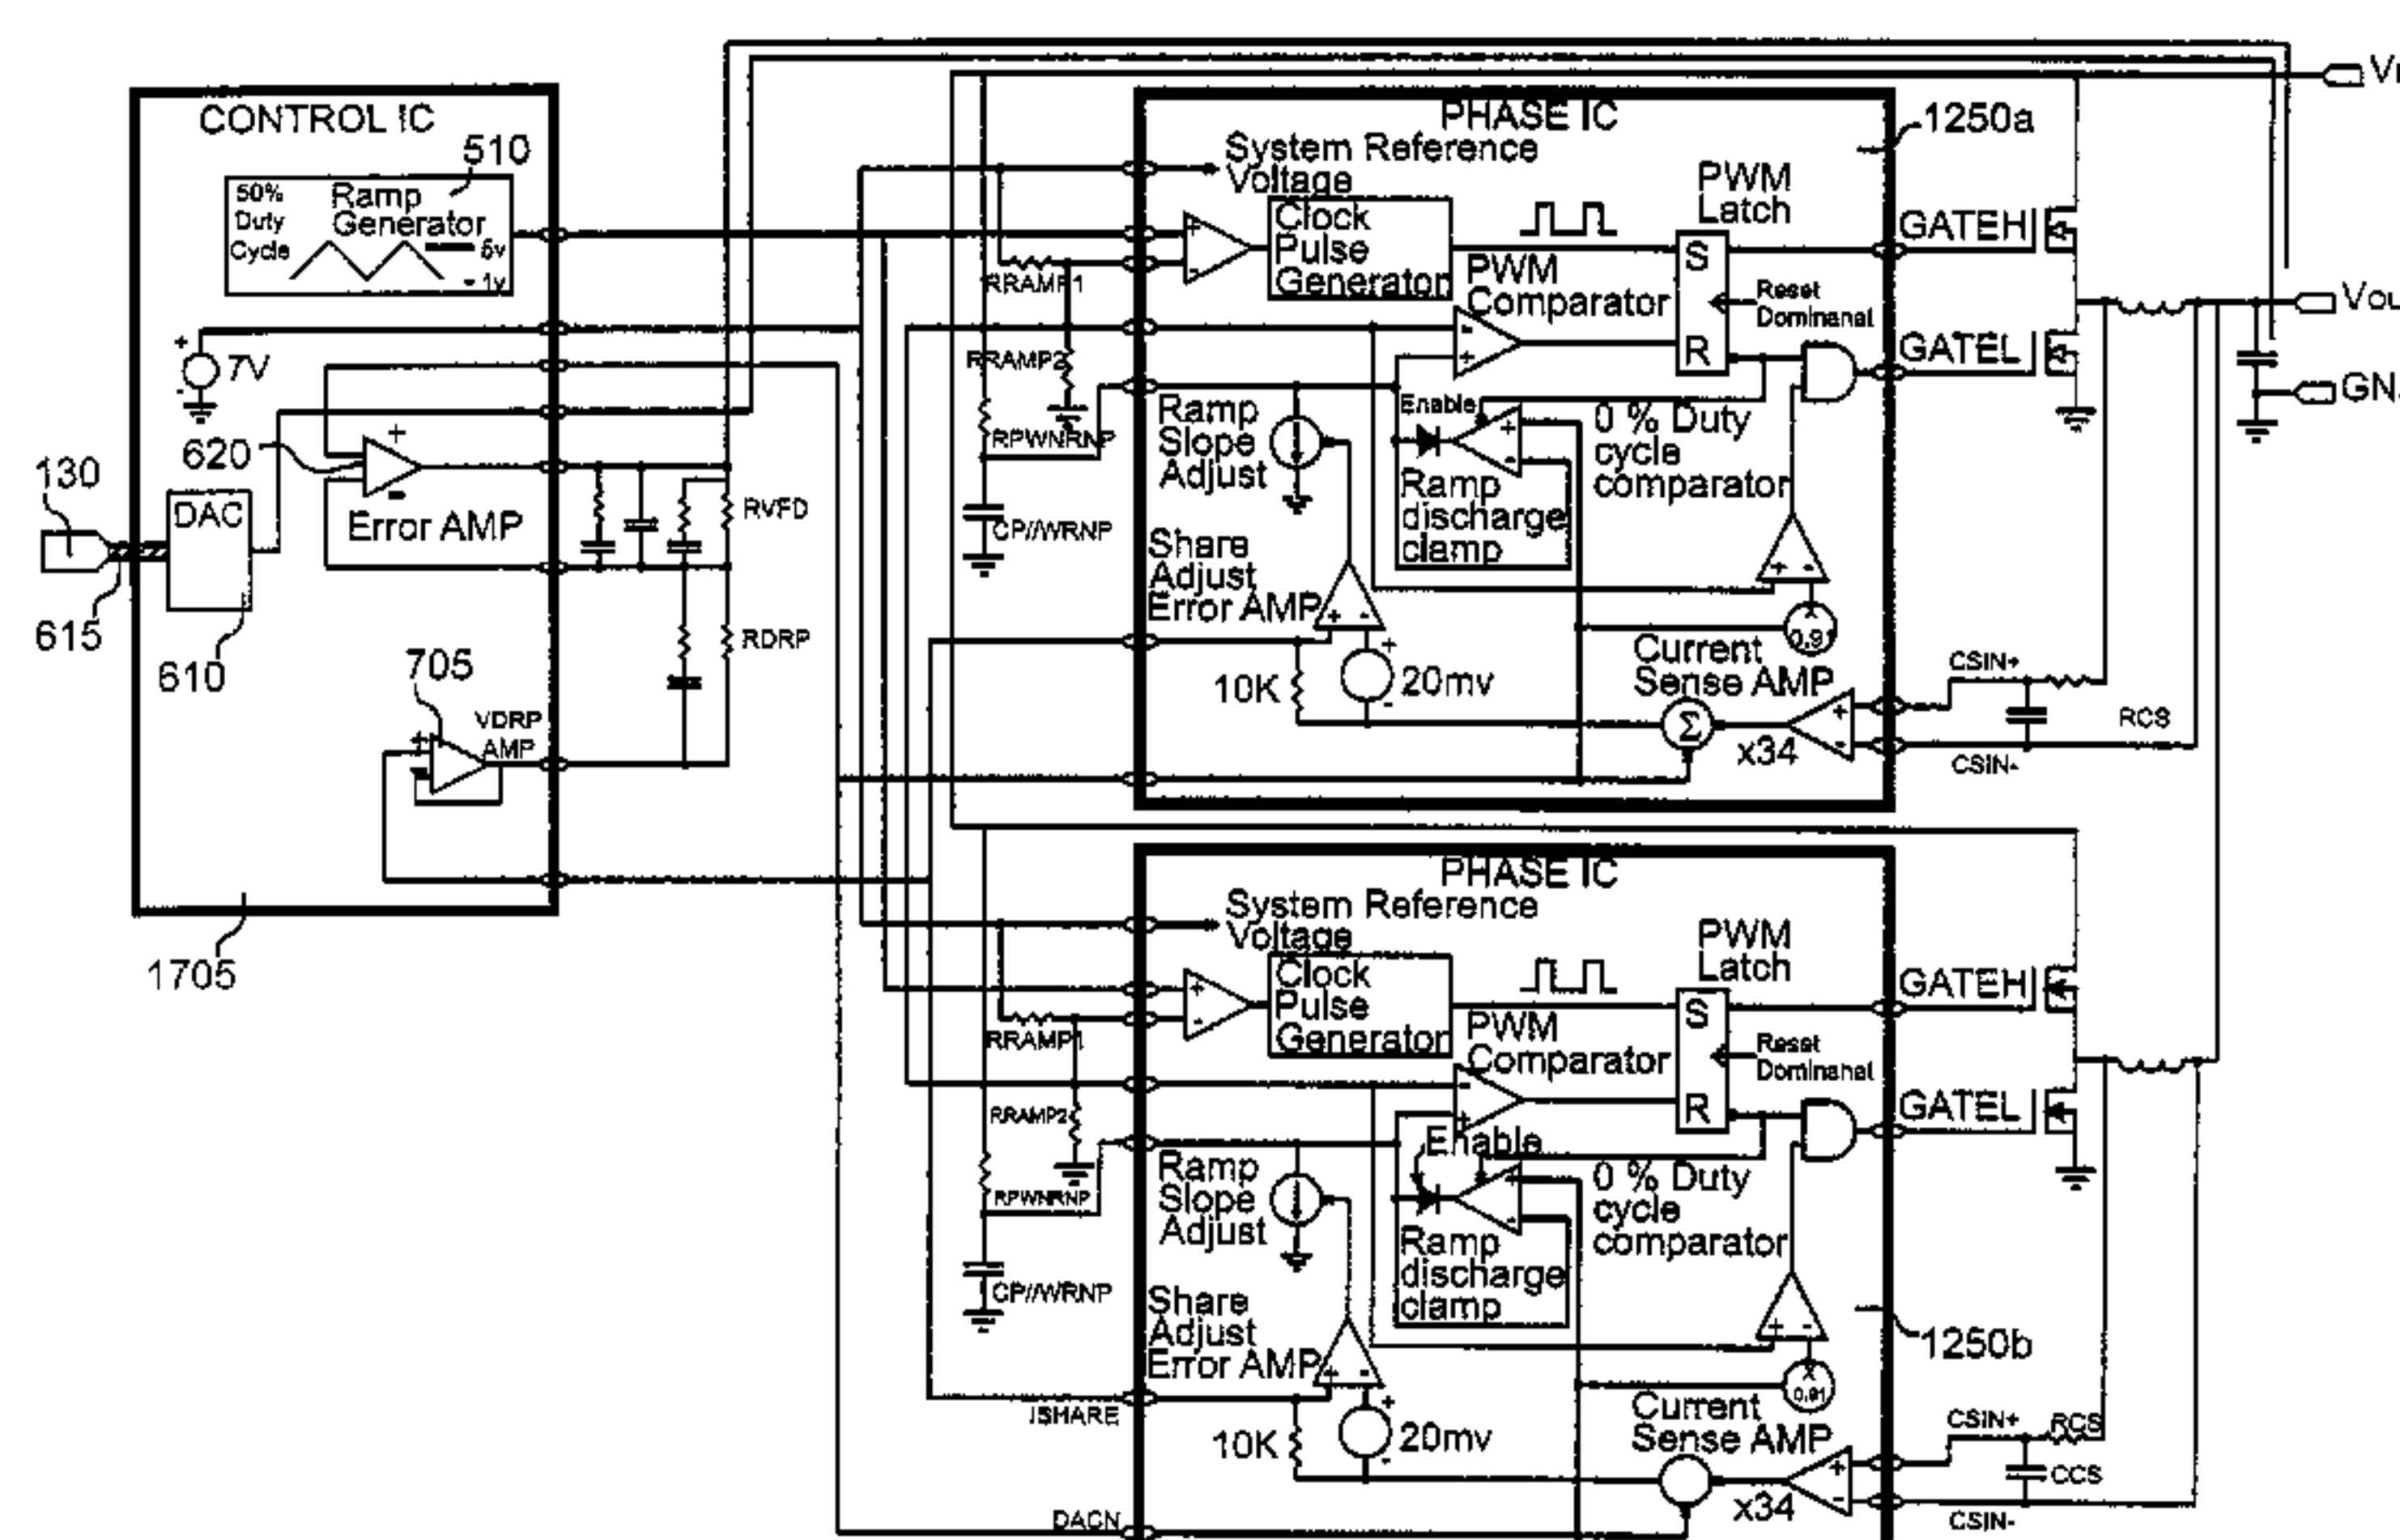 CONTROL IC
510
50%
Duty
Cycle
Ramp
Generator
5v
- 1v
+
-
7V
620
+
-
Error AMP
130
DAC
615
610
705
VDRP
AMP
+
1705
RVFD
RDRP
PHASE IC
1250a
System Reference
Voltage
Clock
Pulse
Generator
+
-
RRAMP1
RRAMP2
RPWNRNP
CP//WRNP
PWM
Latch
S
R
Reset
Dominanal
PWM
Comparator
-
+
Ramp
Slope
Adjust
Enable
+
-
0 % Duty
cycle
comparator
Ramp
discharge
clamp
Share
Adjust
Error AMP
+ -
+ -
X
0.91
10K
+
20mv
-
Current
Sense AMP
Σ
x34
+
-
GATEH
GATEL
CSIN+
RCS
CSIN-
GN
PHASE IC
System Reference
Voltage
Clock
Pulse
Generator
+
-
RRAMP1
RRAMP2
RPWNRNP
CP//WRNP
PWM
Latch
S
R
Reset
Dominanal
PWM
Comparator
-
+
Ramp
Slope
Adjust
Enable
+
-
0 % Duty
cycle
comparator
Ramp
discharge
clamp
Share
Adjust
Error AMP
+ -
+ -
X
0.91
1250b
ISHARE
10K
+
20mv
-
Current
Sense AMP
x34
+
-
GATEH
GATEL
CSIN+
RCS
CCS
CSIN-
DACN